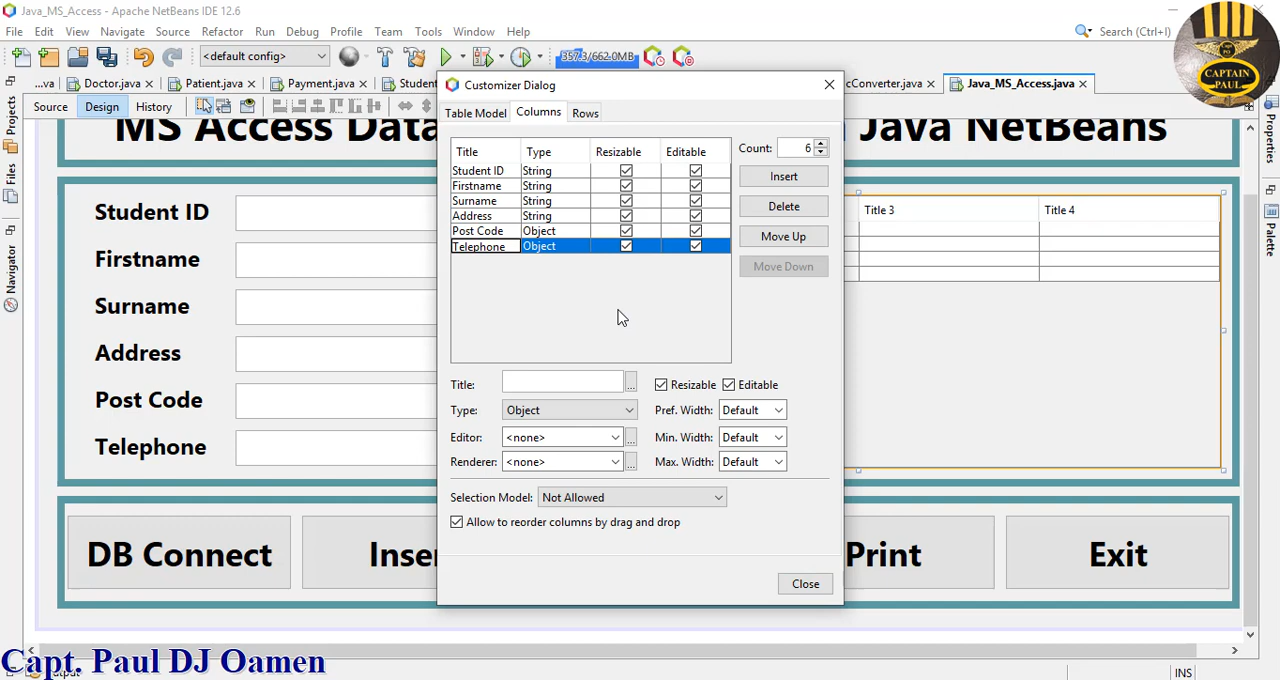 Java_MS_Access - Apache NetBeans IDE 12.6
File Edit View Navigate Source Refactor Run Debug Profile Team Tools Window Help
Search (Ctrl+I)
<default config>
357.3/662.0MB
...va Doctor.java Patient.java Payment.java Student cConverter.java Java_MS_Access.java
Source Design History
Projects
Files
Navigator
Properties
Palette
CAPTAIN
PAUL
MS Access Data
n Java NetBeans
Student ID
Firstname
Surname
Address
Post Code
Telephone
Title 3 Title 4
Customizer Dialog
Table Model Columns Rows
Title Type Resizable Editable
Student ID String
Firstname String
Surname String
Address String
Post Code Object
Telephone Object
Count: 6
Insert
Delete
Move Up
Move Down
Title: ... Resizable Editable
Type: Object Pref. Width: Default
Editor: <none> ... Min. Width: Default
Renderer: <none> ... Max. Width: Default
Selection Model: Not Allowed
Allow to reorder columns by drag and drop
Close
DB Connect Inser Print Exit
Capt. Paul DJ Oamen
INS